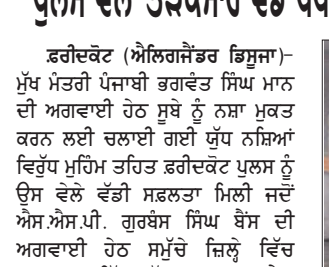 ਫ਼ਰੀਦਕੋਟ (ਐਲਿਗਜੈਂਡਰ ਡਿਸੂਜਾ)–
ਮੁੱਖ ਮੰਤਰੀ ਪੰਜਾਬੀ ਭਗਵੰਤ ਸਿੰਘ ਮਾਨ
ਦੀ ਅਗਵਾਈ ਹੇਠ ਸੂਬੇ ਨੂੰ ਨਸ਼ਾ ਮੁਕਤ
ਕਰਨ ਲਈ ਚਲਾਈ ਗਈ ਯੁੱਧ ਨਸ਼ਿਆਂ
ਵਿਰੁੱਧ ਮੁਹਿੰਮ ਤਹਿਤ ਫ਼ਰੀਦਕੋਟ ਪੁਲਸ ਨੂੰ
ਉਸ ਵੇਲੇ ਵੱਡੀ ਸਫ਼ਲਤਾ ਮਿਲੀ ਜਦੋਂ
ਐਸ.ਐਸ.ਪੀ. ਗੁਰਬੰਸ ਸਿੰਘ ਬੈਂਸ ਦੀ
ਅਗਵਾਈ ਹੇਠ ਸਮੁੱਚੇ ਜ਼ਿਲ੍ਹੇ ਵਿੱਚ